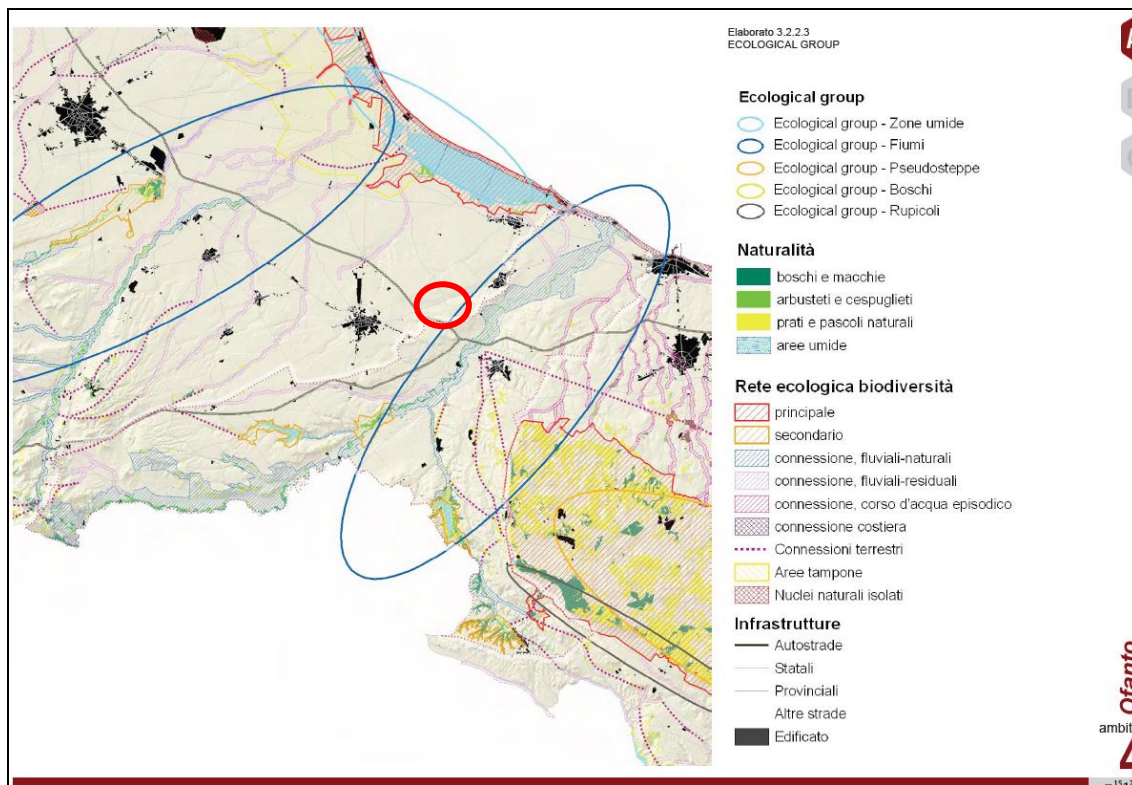 Elaborato 3.2.2.3
ECOLOGICAL GROUP
Ecological group
Ecological group - Zone umide
Ecological group - Fiumi
Ecological group - Pseudosteppe
Ecological group - Boschi
Ecological group - Rupicoli
Naturalità
boschi e macchie
arbusteti e cespuglieti
prati e pascoli naturali
aree umide
Rete ecologica biodiversità
principale
secondario
connessione, fluviali-naturali
connessione, fluviali-residuali
connessione, corso d'acqua episodico
connessione costiera
Connessioni terrestri
Aree tampone
Nuclei naturali isolati
Infrastrutture
Autostrade
Statali
Provinciali
Altre strade
Edificato
Ofanto
ambit